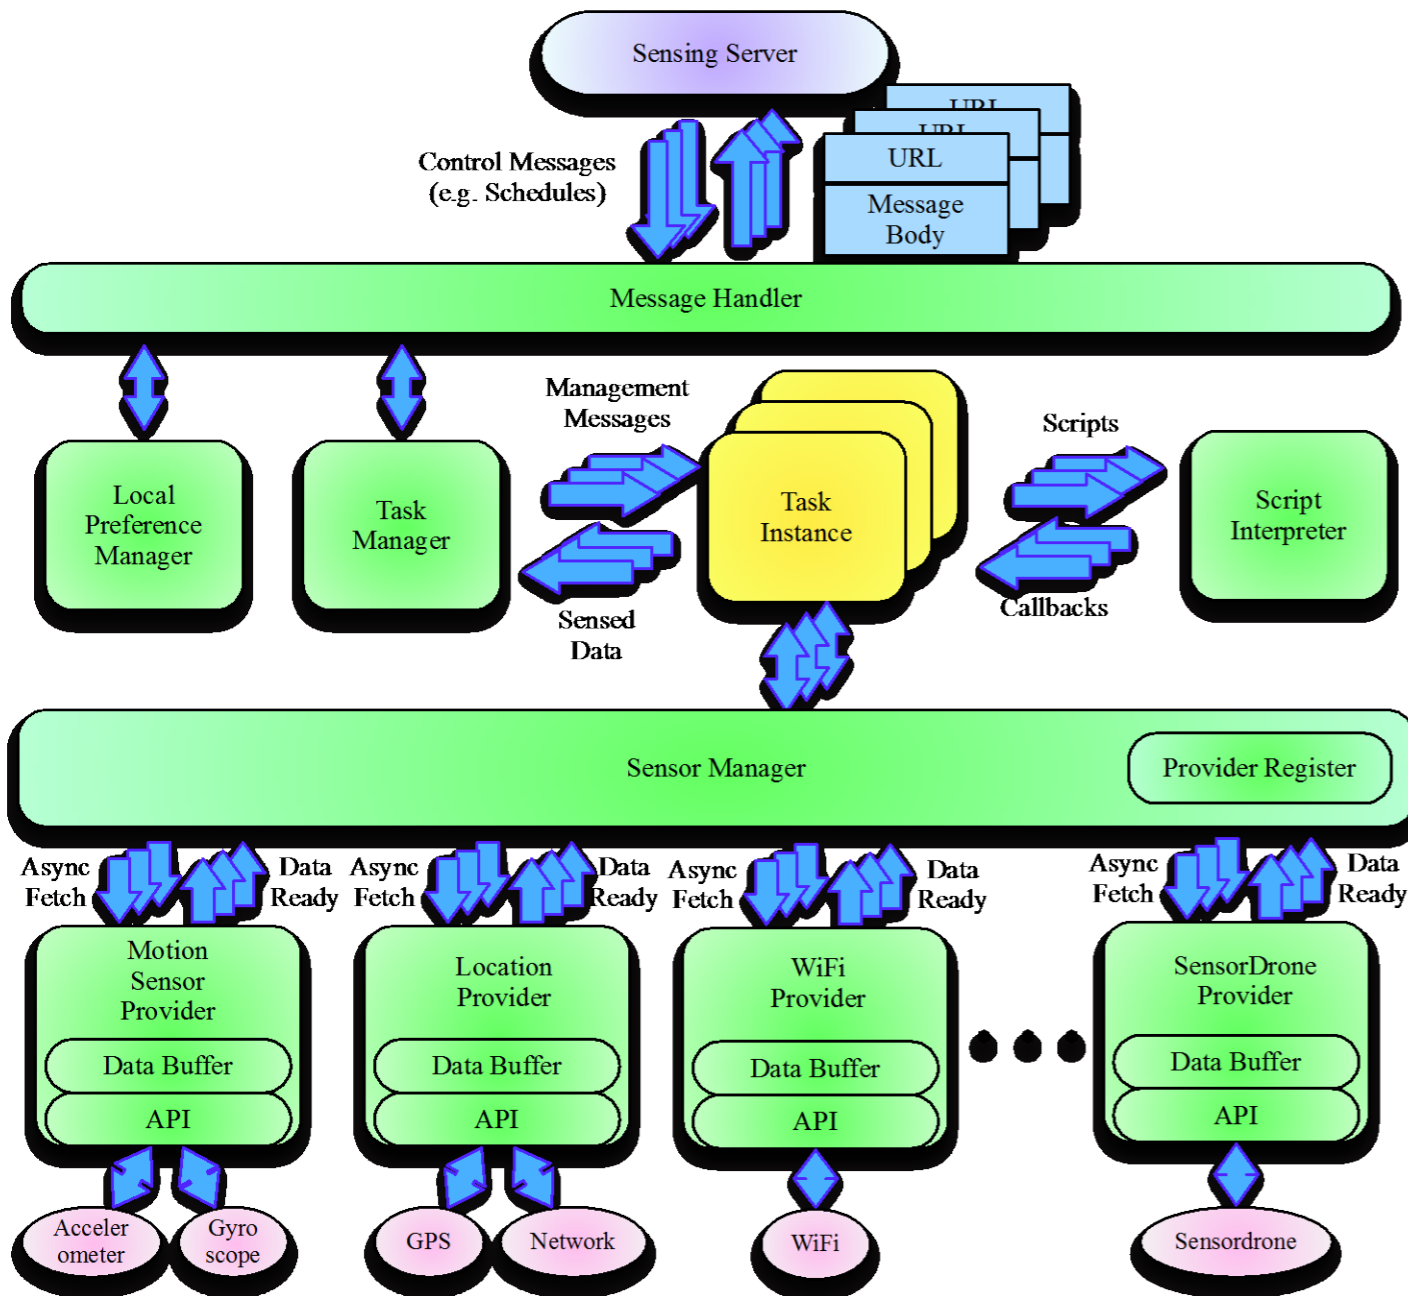 Sensing Server
URL
URL
URL
Message
Body
Control Messages
(e.g. Schedules)
Message Handler
Management
Messages
Scripts
Local
Preference
Manager
Task
Manager
Task
Instance
Script
Interpreter
Sensed
Data
Callbacks
Sensor Manager
Provider Register
Async
Fetch
Data
Ready
Async
Fetch
Data
Ready
Async
Fetch
Data
Ready
Async
Fetch
Data
Ready
Motion
Sensor
Provider
Data Buffer
API
Location
Provider
Data Buffer
API
WiFi
Provider
Data Buffer
API
SensorDrone
Provider
Data Buffer
API
Acceler
ometer
Gyro
scope
GPS
Network
WiFi
Sensordrone